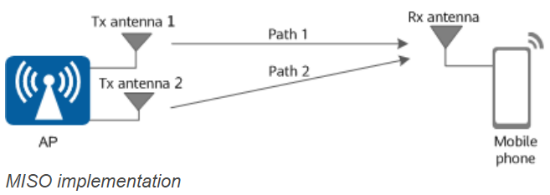 Tx antenna 1
Rx antenna
Path 1
Path 2
Tx antenna 2
AP
Mobile
phone
MISO implementation